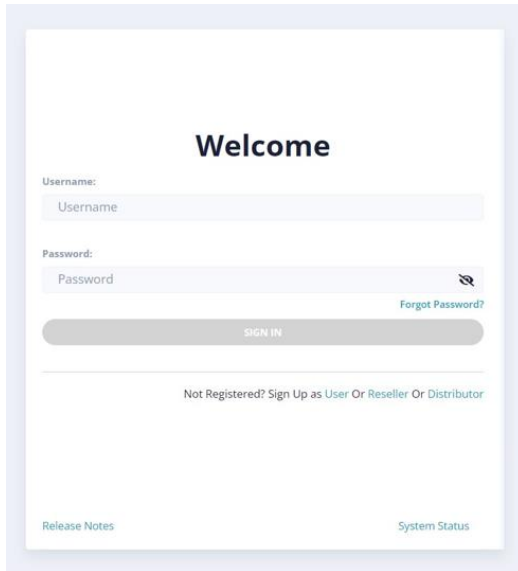 Welcome
Username:
Username
Password:
Password
Forgot Password?
SIGN IN
Not Registered? Sign Up as User Or Reseller Or Distributor
Release Notes System Status